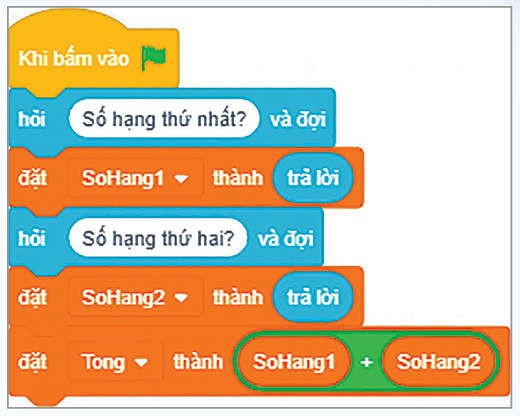 Khi bấm vào
hỏi Số hạng thứ nhất? và đợi
đặt SoHang1 thành trả lời
hỏi Số hạng thứ hai? và đợi
đặt SoHang2 thành trả lời
đặt Tong thành SoHang1 + SoHang2